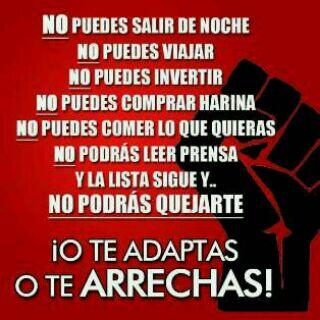 NO PUEDES SALIR DE NOCHE
NO PUEDES VIAJAR
NO PUEDES INVERTIR
NO PUEDES COMPRAR HARINA
NO PUEDES COMER LO QUE QUIERAS
NO PODRÁS LEER PRENSA
Y LA LISTA SIGUE Y..
NO PODRÁS QUEJARTE
¡O TE ADAPTAS
O TE ARRECHAS!